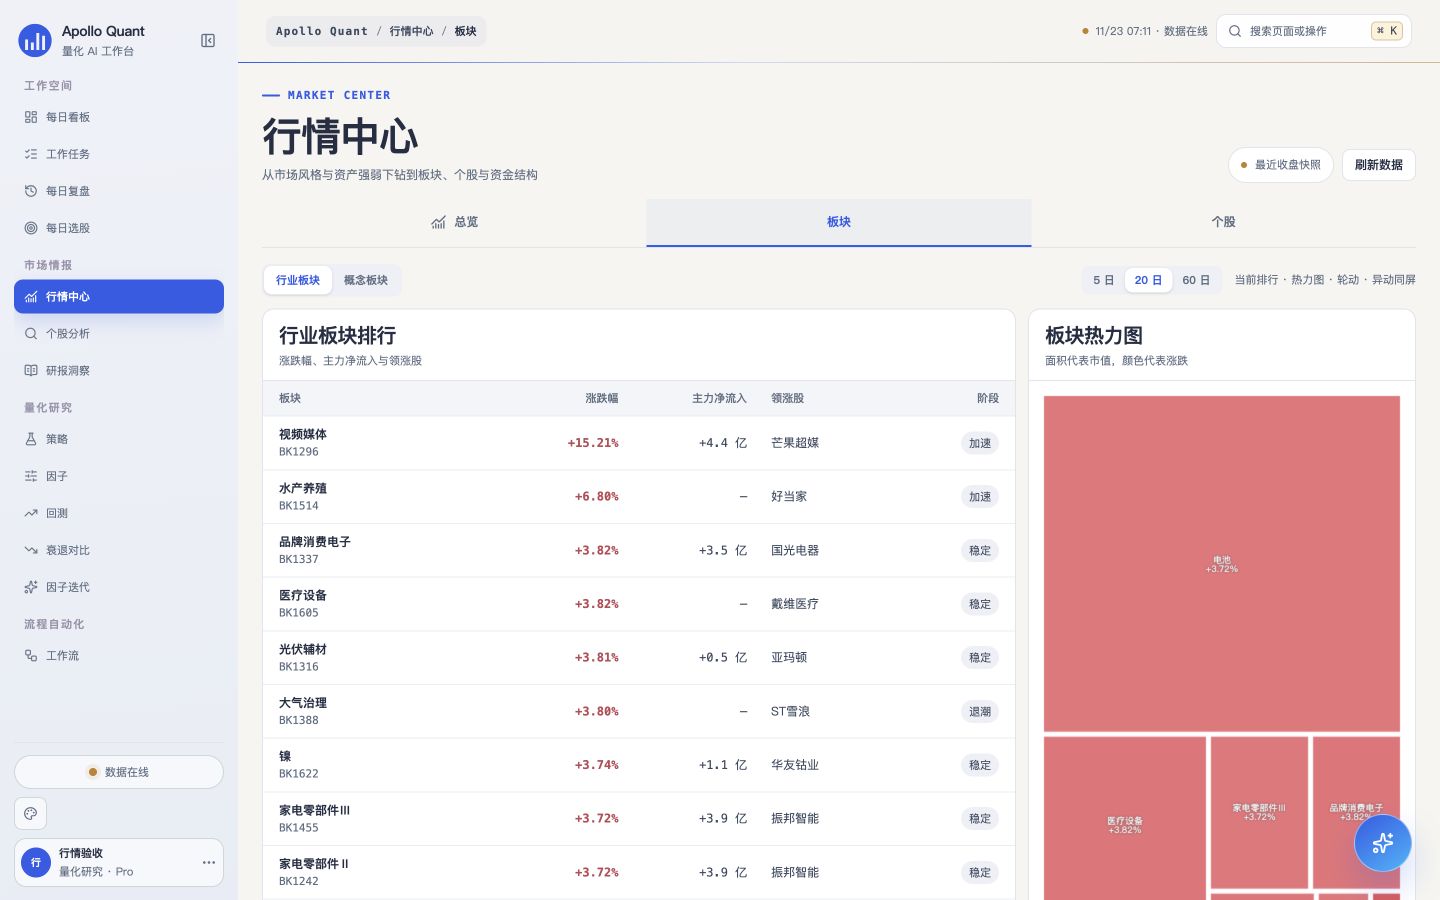 Apollo Quant
量化 AI 工作台
工作空间
每日看板
工作任务
每日复盘
每日选股
市场情报
行情中心
个股分析
研报洞察
量化研究
策略
因子
回测
衰退对比
因子迭代
流程自动化
工作流
数据在线
行
行情验收
量化研究 · Pro
Apollo Quant / 行情中心 / 板块
11/23 07:11 · 数据在线
搜索页面或操作
⌘ K
MARKET CENTER
行情中心
从市场风格与资产强弱下钻到板块、个股与资金结构
最近收盘快照
刷新数据
总览
板块
个股
行业板块
概念板块
5 日
20 日
60 日
当前排行 · 热力图 · 轮动 · 异动同屏
行业板块排行
涨跌幅、主力净流入与领涨股
板块 涨跌幅 主力净流入 领涨股 阶段
视频媒体 +15.21% +4.4 亿 芒果超媒 加速
BK1296
水产养殖 +6.80% — 好当家 加速
BK1514
品牌消费电子 +3.82% +3.5 亿 国光电器 稳定
BK1337
医疗设备 +3.82% — 戴维医疗 稳定
BK1605
光伏辅材 +3.81% +0.5 亿 亚玛顿 稳定
BK1316
大气治理 +3.80% — ST雪浪 退潮
BK1388
镍 +3.74% +1.1 亿 华友钴业 稳定
BK1622
家电零部件Ⅲ +3.72% +3.9 亿 振邦智能 稳定
BK1455
家电零部件Ⅱ +3.72% +3.9 亿 振邦智能 稳定
BK1242
板块热力图
面积代表市值，颜色代表涨跌
电池
+3.72%
医疗设备
+3.82%
家电零部件Ⅲ
+3.72%
品牌消费电子
+3.82%